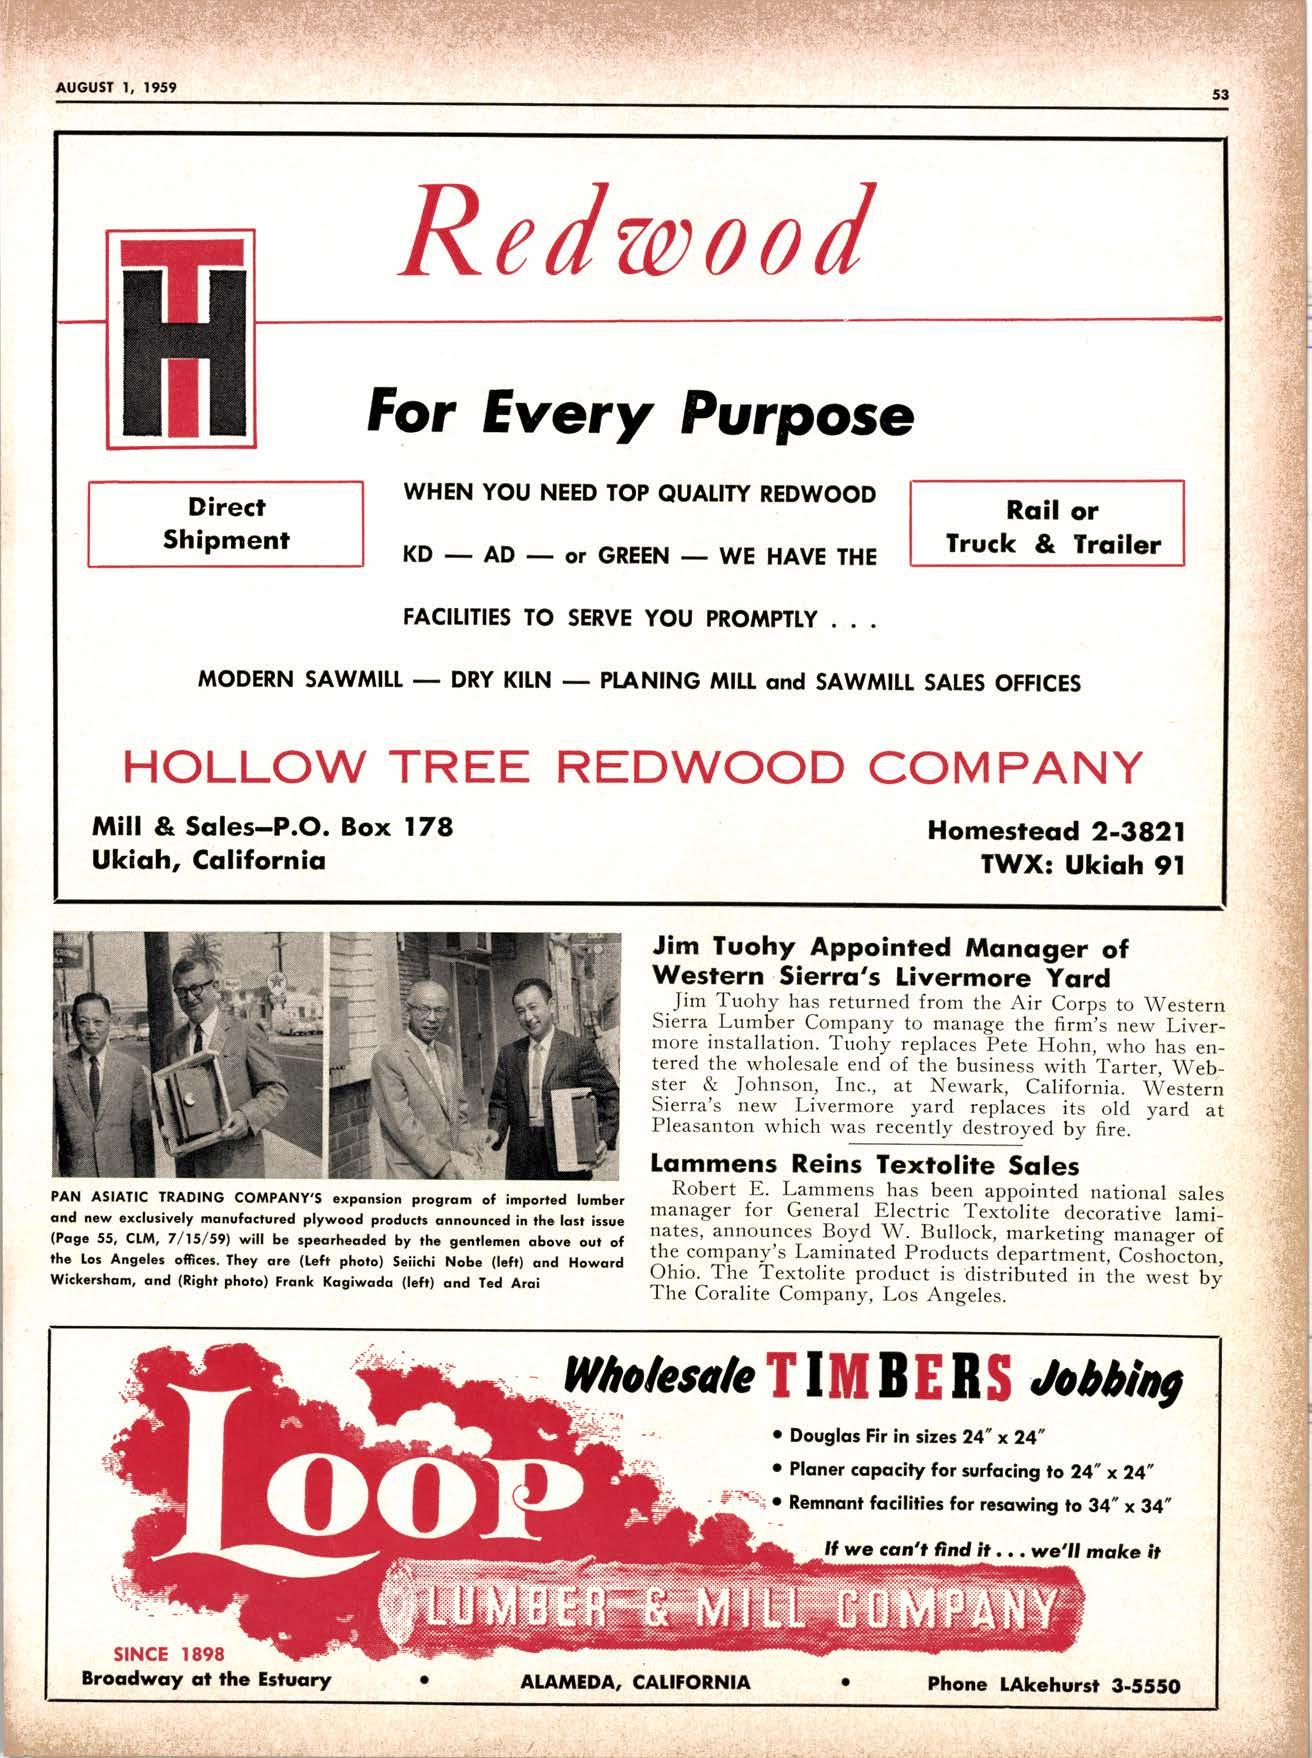 AUGUST 1, 1959
53
Redwood
TH
For Every Purpose
Direct
Shipment
WHEN YOU NEED TOP QUALITY REDWOOD
KD — AD — or GREEN — WE HAVE THE
FACILITIES TO SERVE YOU PROMPTLY . . .
Rail or
Truck & Trailer
MODERN SAWMILL — DRY KILN — PLANING MILL and SAWMILL SALES OFFICES
HOLLOW TREE REDWOOD COMPANY
Mill & Sales—P.O. Box 178
Ukiah, California
Homestead 2-3821
TWX: Ukiah 91
PAN ASIATIC TRADING COMPANY'S expansion program of imported lumber
and new exclusively manufactured plywood products announced in the last issue
(Page 55, CLM, 7/15/59) will be spearheaded by the gentlemen above out of
the Los Angeles offices. They are (Left photo) Seiichi Nobe (left) and Howard
Wickersham, and (Right photo) Frank Kagiwada (left) and Ted Arai
Jim Tuohy Appointed Manager of
Western Sierra's Livermore Yard
Jim Tuohy has returned from the Air Corps to Western
Sierra Lumber Company to manage the firm's new Liver-
more installation. Tuohy replaces Pete Hohn, who has en-
tered the wholesale end of the business with Tarter, Web-
ster & Johnson, Inc., at Newark, California. Western
Sierra's new Livermore yard replaces its old yard at
Pleasanton which was recently destroyed by fire.
Lammens Reins Textolite Sales
Robert E. Lammens has been appointed national sales
manager for General Electric Textolite decorative lami-
nates, announces Boyd W. Bullock, marketing manager of
the company's Laminated Products department, Coshocton,
Ohio. The Textolite product is distributed in the west by
The Coralite Company, Los Angeles.
Wholesale TIMBERS Jobbing
• Douglas Fir in sizes 24″ x 24″
• Planer capacity for surfacing to 24″ x 24″
• Remnant facilities for resawing to 34″ x 34″
If we can't find it . . . we'll make it
LOOP
LUMBER & MILL COMPANY
SINCE 1898
Broadway at the Estuary • ALAMEDA, CALIFORNIA • Phone LAkehurst 3-5550